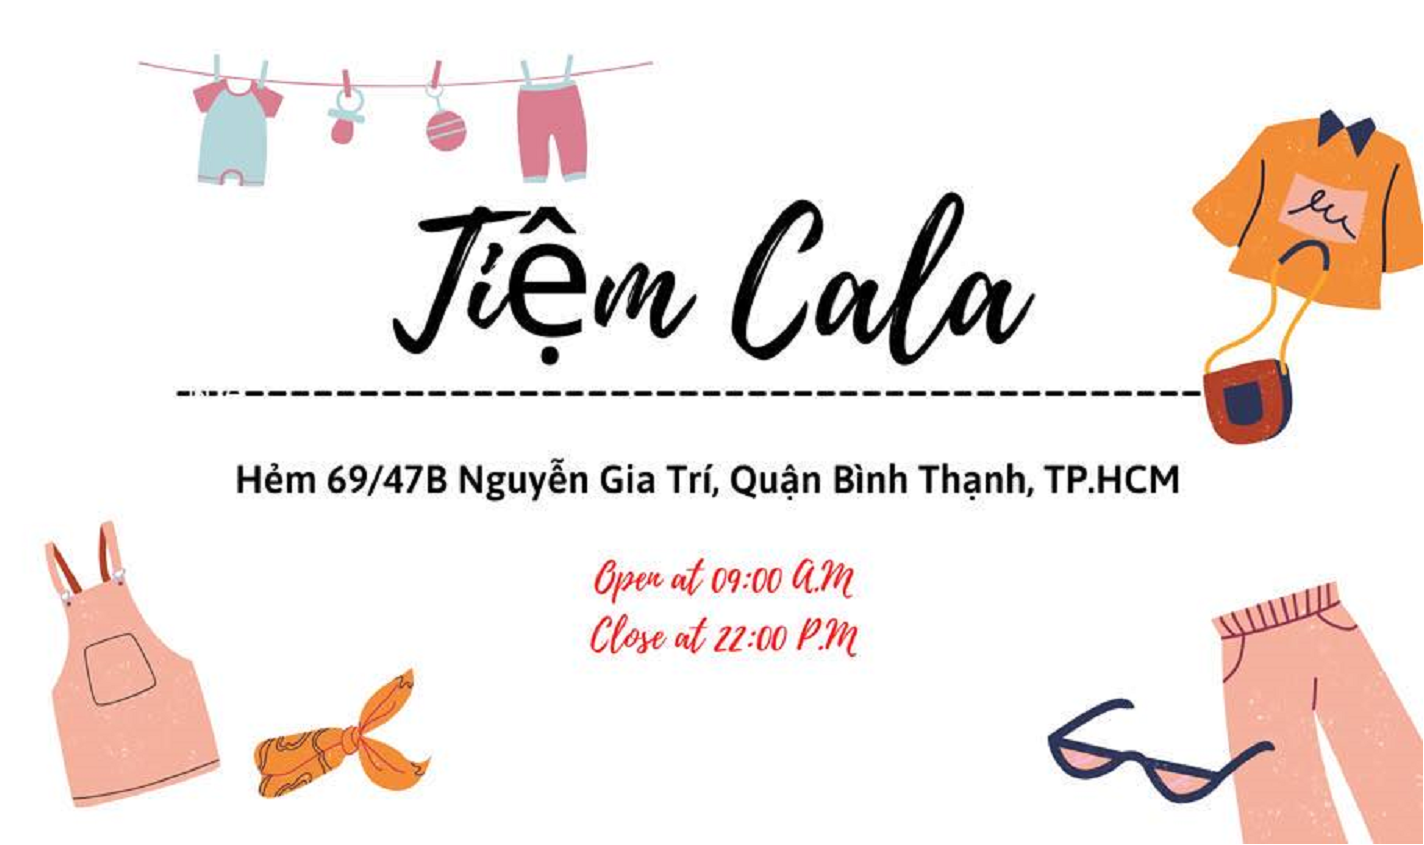 Tiệm Cala
Hẻm 69/47B Nguyễn Gia Trí, Quận Bình Thạnh, TP.HCM
Open at 09:00 A.M
Close at 22:00 P.M